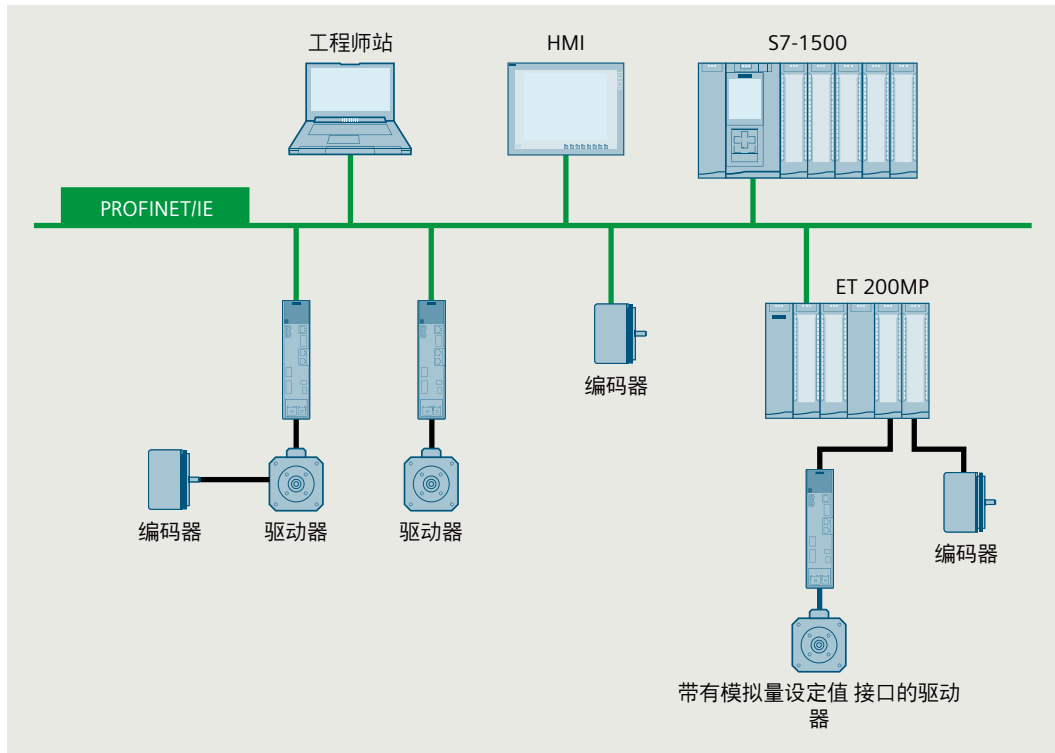 工程师站
HMI
S7-1500
PROFINET/IE
ET 200MP
编码器
编码器
驱动器
驱动器
编码器
带有模拟量设定值 接口的驱动
器